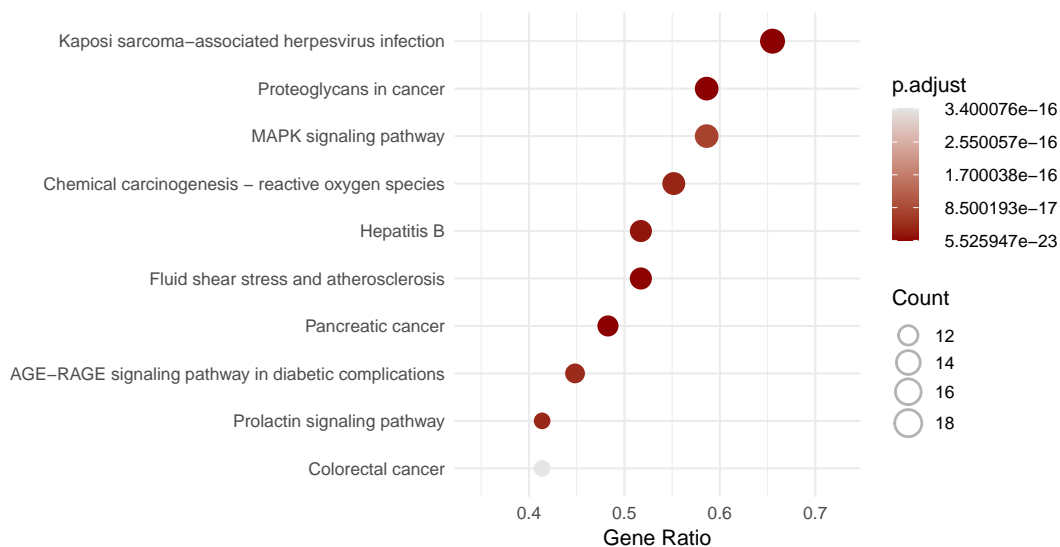 Kaposi sarcoma−associated herpesvirus infection
Proteoglycans in cancer
MAPK signaling pathway
Chemical carcinogenesis − reactive oxygen species
Hepatitis B
Fluid shear stress and atherosclerosis
Pancreatic cancer
AGE−RAGE signaling pathway in diabetic complications
Prolactin signaling pathway
Colorectal cancer
0.4 0.5 0.6 0.7
Gene Ratio
p.adjust
3.400076e−16
2.550057e−16
1.700038e−16
8.500193e−17
5.525947e−23
Count
12
14
16
18